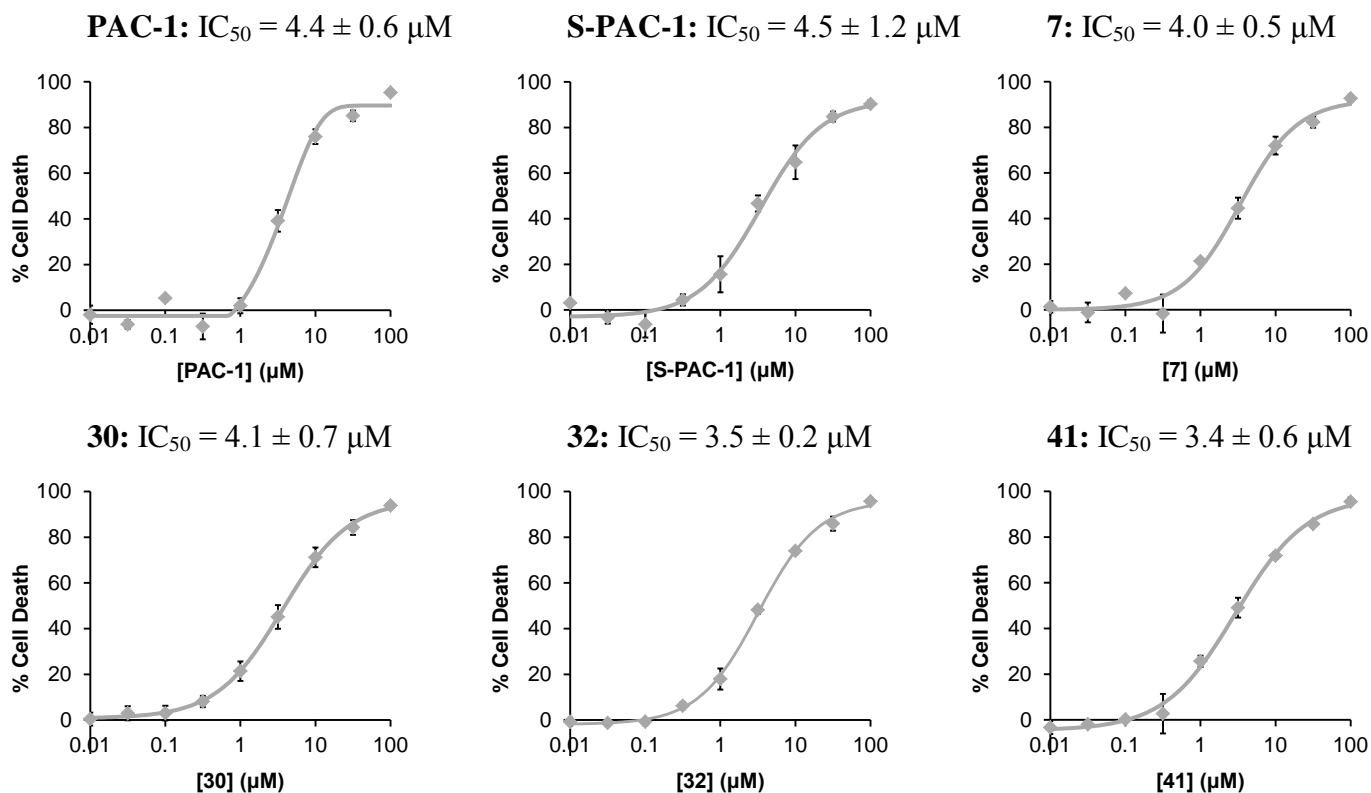 PAC-1: IC50 = 4.4 ± 0.6 μM
S-PAC-1: IC50 = 4.5 ± 1.2 μM
7: IC50 = 4.0 ± 0.5 μM
100
80
60
40
20
0
0.01 0.1 1 10 100
% Cell Death
[PAC-1] (μM)
100
80
60
40
20
0
0.01 0.1 1 10 100
% Cell Death
[S-PAC-1] (μM)
100
80
60
40
20
0
0.01 0.1 1 10 100
% Cell Death
[7] (μM)
30: IC50 = 4.1 ± 0.7 μM
32: IC50 = 3.5 ± 0.2 μM
41: IC50 = 3.4 ± 0.6 μM
100
80
60
40
20
0
0.01 0.1 1 10 100
% Cell Death
[30] (μM)
100
80
60
40
20
0
0.01 0.1 1 10 100
% Cell Death
[32] (μM)
100
80
60
40
20
0
0.01 0.1 1 10 100
% Cell Death
[41] (μM)